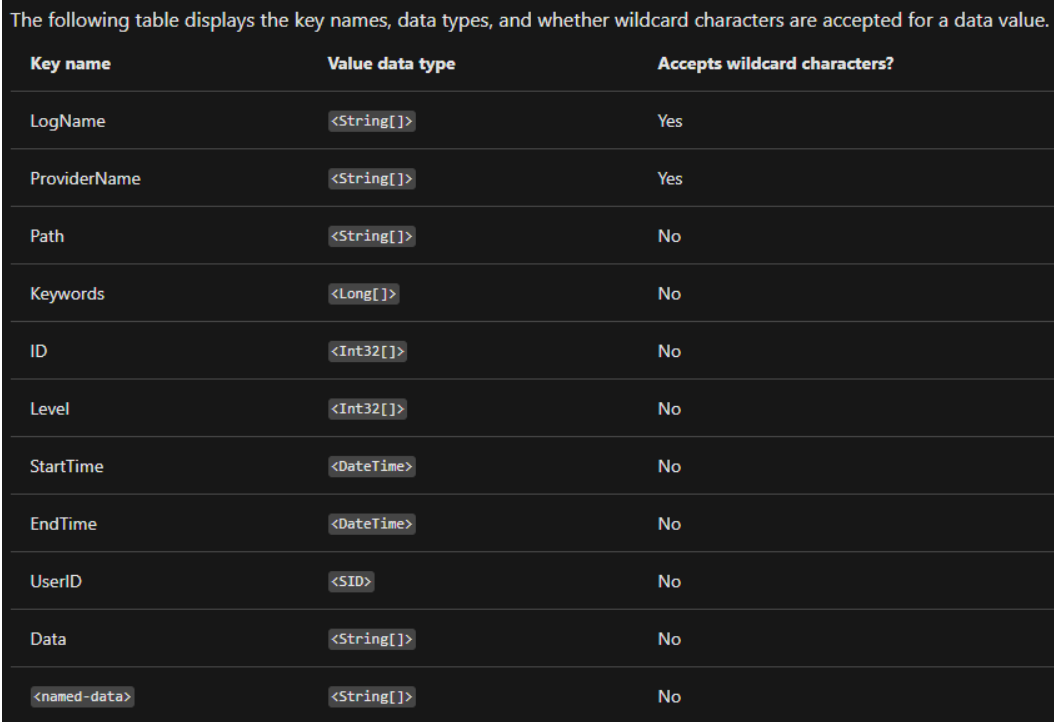 The following table displays the key names, data types, and whether wildcard characters are accepted for a data value.
Key name Value data type Accepts wildcard characters?
LogName <String[]> Yes
ProviderName <String[]> Yes
Path <String[]> No
Keywords <Long[]> No
ID <Int32[]> No
Level <Int32[]> No
StartTime <DateTime> No
EndTime <DateTime> No
UserID <SID> No
Data <String[]> No
<named-data> <String[]> No